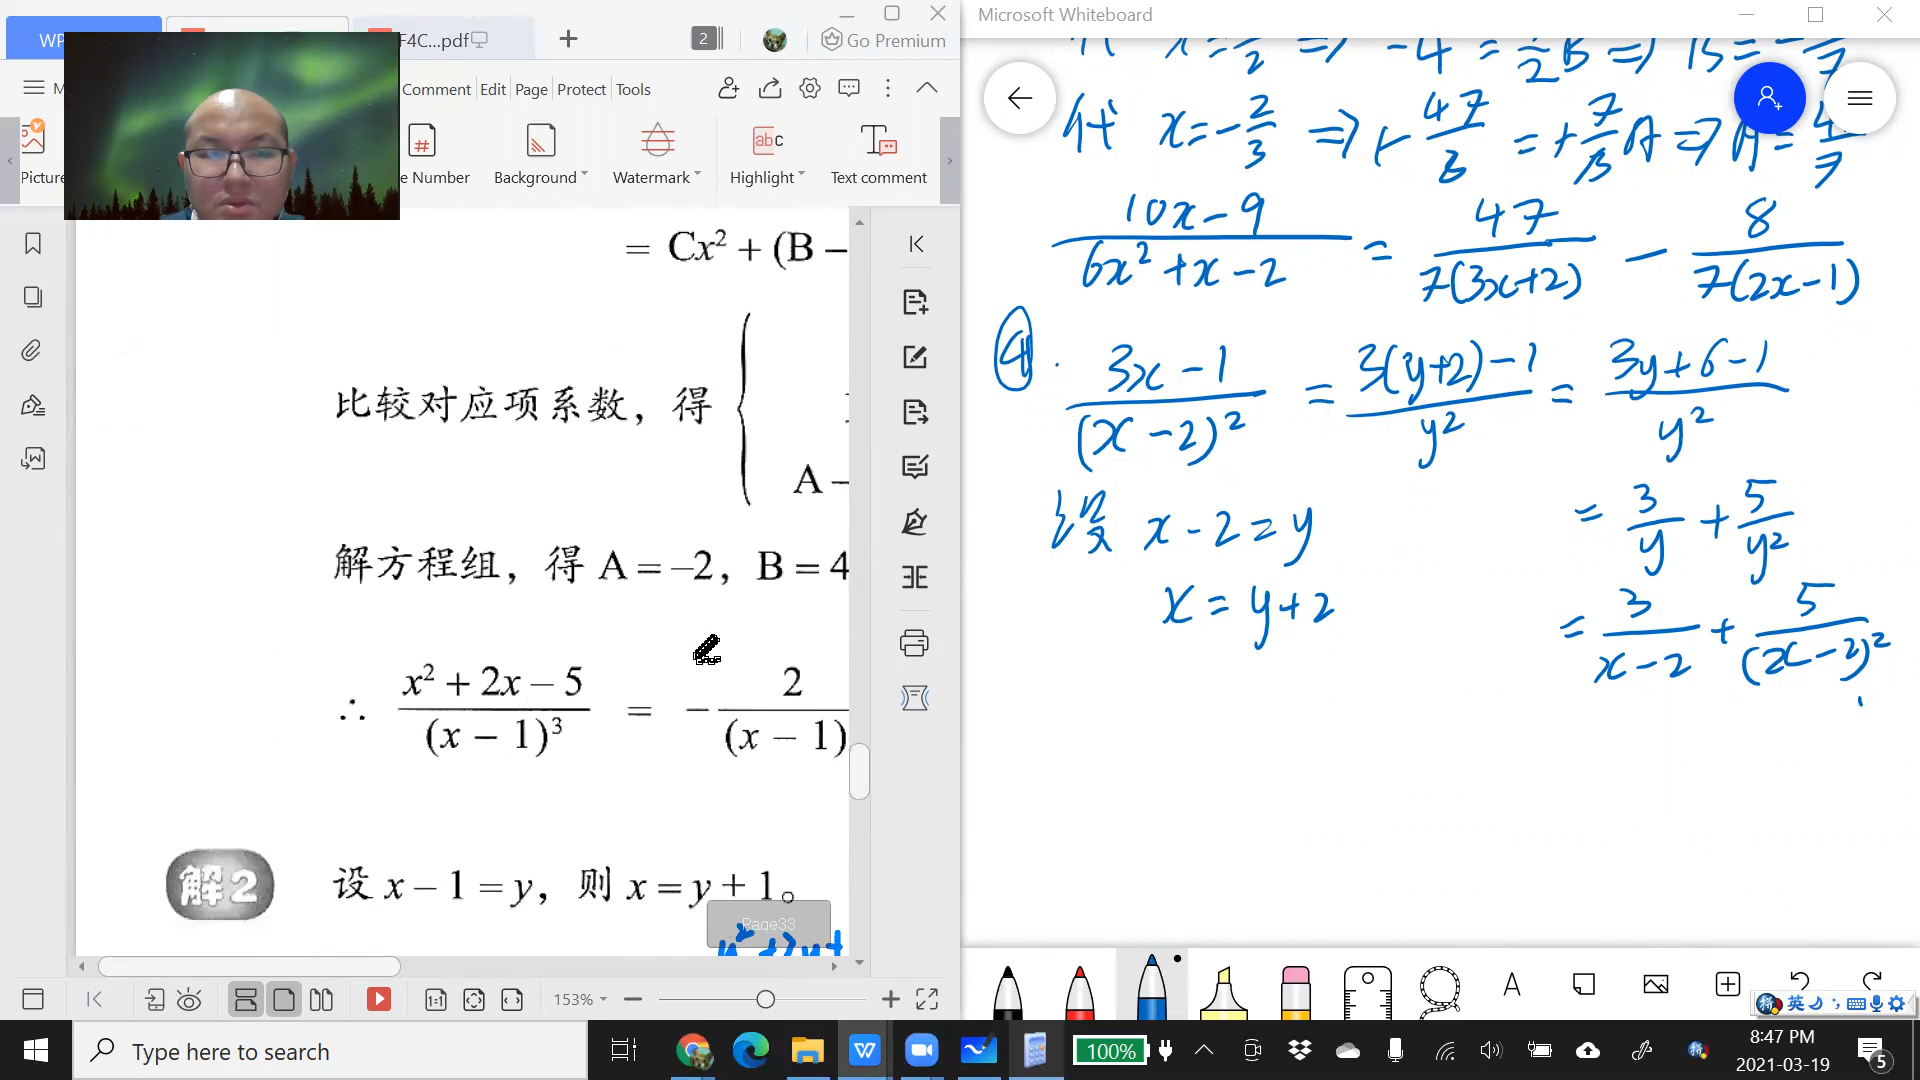 WP
F4C...pdf
2
Go Premium
Comment Edit Page Protect Tools
Picture
e Number
Background
Watermark
Highlight
Text comment
= Cx² + (B –
比较对应项系数，得
A –
解方程组，得 A = –2，B = 4
∴ (x² + 2x – 5)/(x – 1)³ = – 2/(x – 1)
解2 设 x – 1 = y，则 x = y + 1。
Page33
153%
Microsoft Whiteboard
代 x = -2/3
(10x-9)/(6x²+x-2) = 47/(7(3x+2)) - 8/(7(2x-1))
④. (3x-1)/(x-2)² = (3(y+2)-1)/y² = (3y+6-1)/y²
设 x-2=y
= 3/y + 5/y²
x = y+2
= 3/(x-2) + 5/(x-2)²
英
Type here to search
100%
8:47 PM
2021-03-19
5